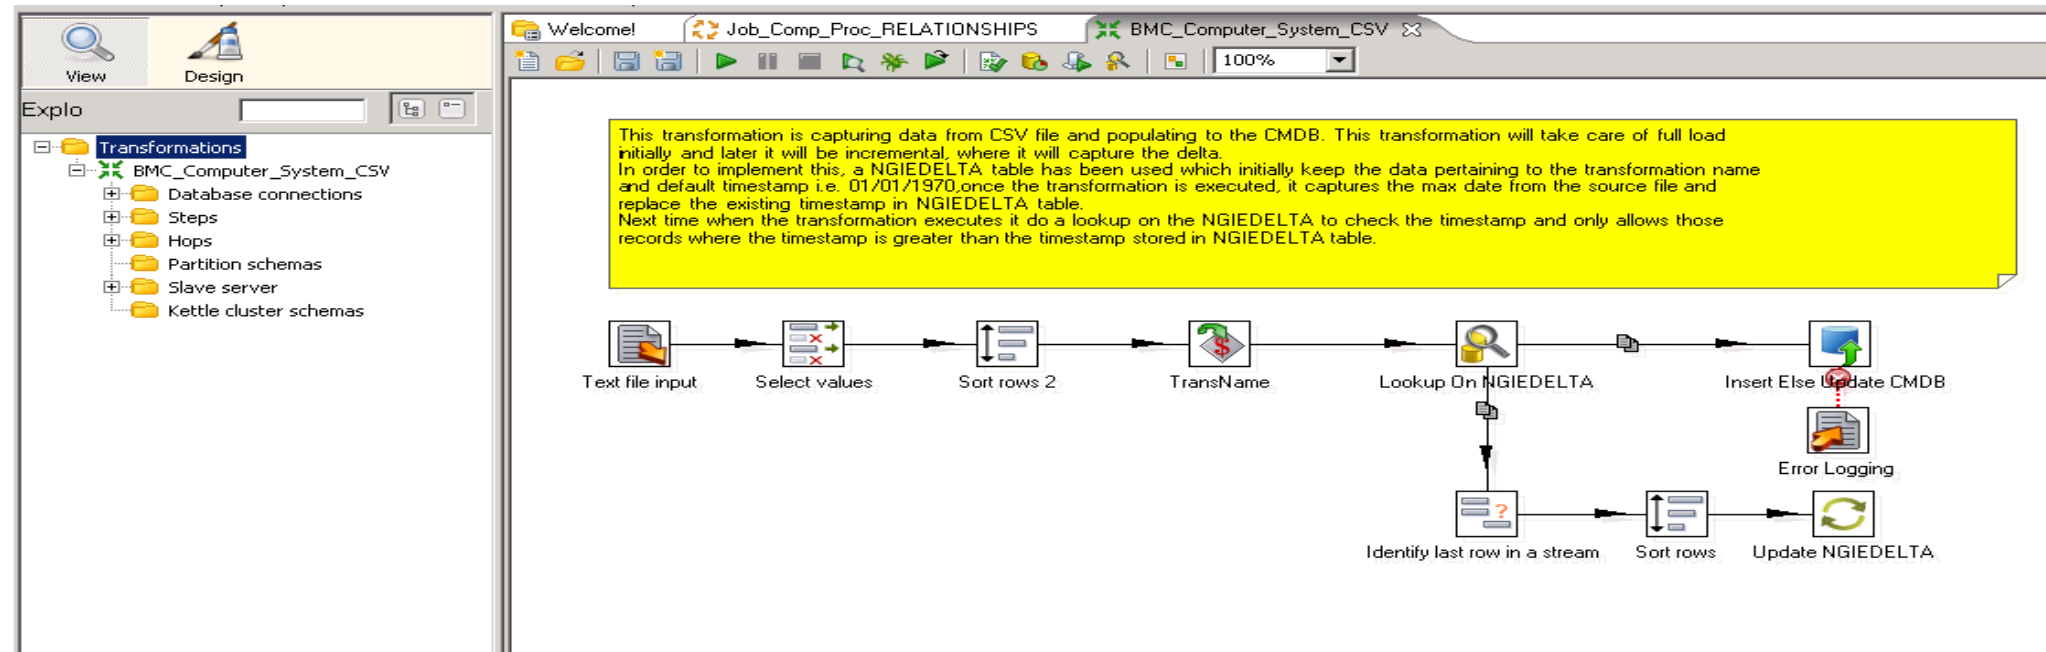 Welcome!
Job_Comp_Proc_RELATIONSHIPS
BMC_Computer_System_CSV
View
Design
100%
Explo
Transformations
BMC_Computer_System_CSV
Database connections
Steps
Hops
Partition schemas
Slave server
Kettle cluster schemas
This transformation is capturing data from CSV file and populating to the CMDB. This transformation will take care of full load
initially and later it will be incremental, where it will capture the delta.
In order to implement this, a NGIEDELTA table has been used which initially keep the data pertaining to the transformation name
and default timestamp i.e. 01/01/1970,once the transformation is executed, it captures the max date from the source file and
replace the existing timestamp in NGIEDELTA table.
Next time when the transformation executes it do a lookup on the NGIEDELTA to check the timestamp and only allows those
records where the timestamp is greater than the timestamp stored in NGIEDELTA table.
Text file input
Select values
Sort rows 2
TransName
Lookup On NGIEDELTA
Insert Else Update CMDB
Error Logging
Identify last row in a stream
Sort rows
Update NGIEDELTA